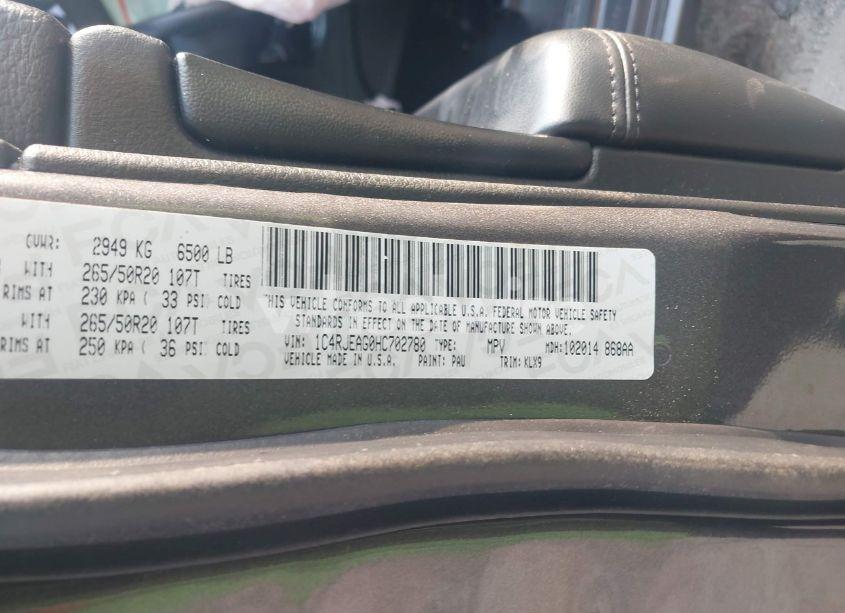 GVWR: 2949 KG 6500 LB
WITH 265/50R20 107T TIRES
RIMS AT 230 KPA ( 33 PSI COLD
WITH 265/50R20 107T TIRES
RIMS AT 250 KPA ( 36 PSI COLD
THIS VEHICLE CONFORMS TO ALL APPLICABLE U.S.A. FEDERAL MOTOR VEHICLE SAFETY
STANDARDS IN EFFECT ON THE DATE OF MANUFACTURE SHOWN ABOVE.
VIN: 1C4RJEAG0HC702780 TYPE: MPV MDH:102014 868AA
VEHICLE MADE IN U.S.A. PAINT: PAU TRIM: KLX9